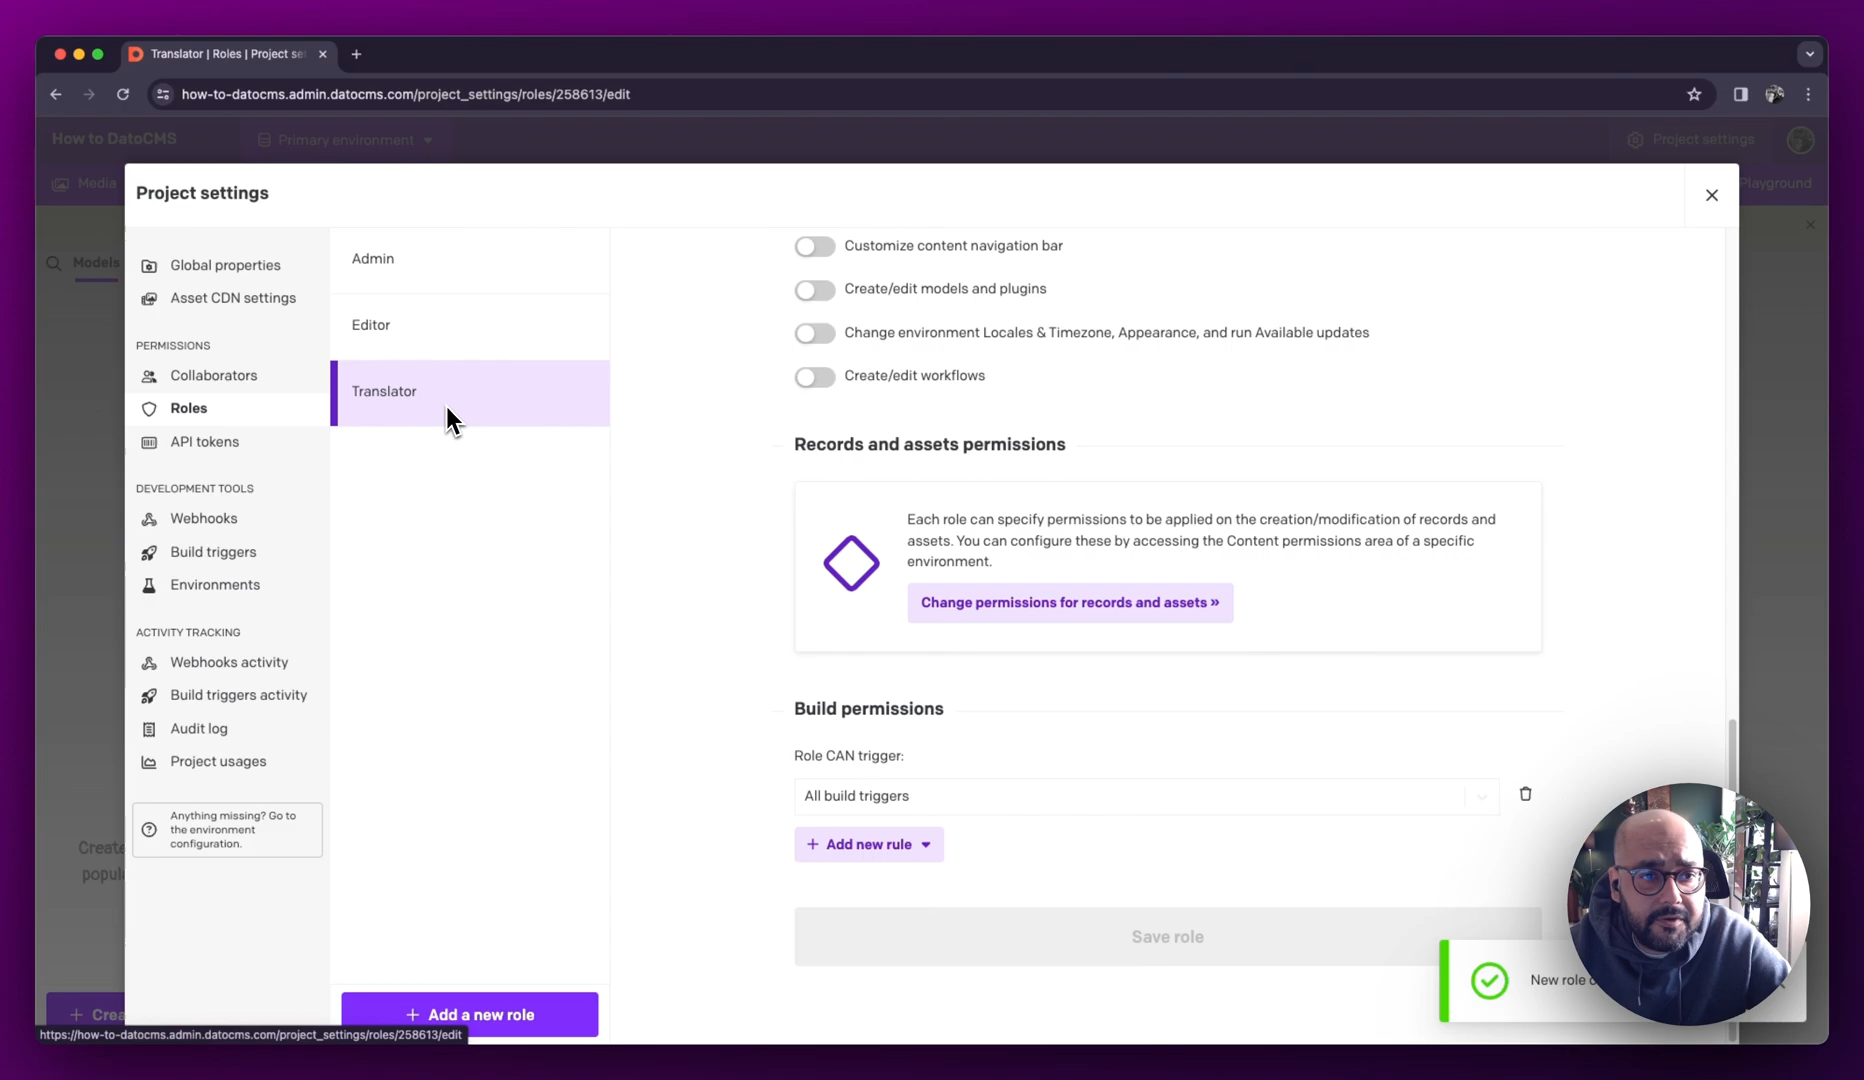 Translator | Roles | Project se
how-to-datocms.admin.datocms.com/project_settings/roles/258613/edit
How to DatoCMS
Primary environment
Project settings
Media
Playground
Project settings
Models
Global properties
Asset CDN settings
PERMISSIONS
Collaborators
Roles
API tokens
DEVELOPMENT TOOLS
Webhooks
Build triggers
Environments
ACTIVITY TRACKING
Webhooks activity
Build triggers activity
Audit log
Project usages
Anything missing? Go to
the environment
configuration.
Admin
Editor
Translator
+ Add a new role
Customize content navigation bar
Create/edit models and plugins
Change environment Locales & Timezone, Appearance, and run Available updates
Create/edit workflows
Records and assets permissions
Each role can specify permissions to be applied on the creation/modification of records and
assets. You can configure these by accessing the Content permissions area of a specific
environment.
Change permissions for records and assets »
Build permissions
Role CAN trigger:
All build triggers
+ Add new rule
Save role
New role
Create
https://how-to-datocms.admin.datocms.com/project_settings/roles/258613/edit